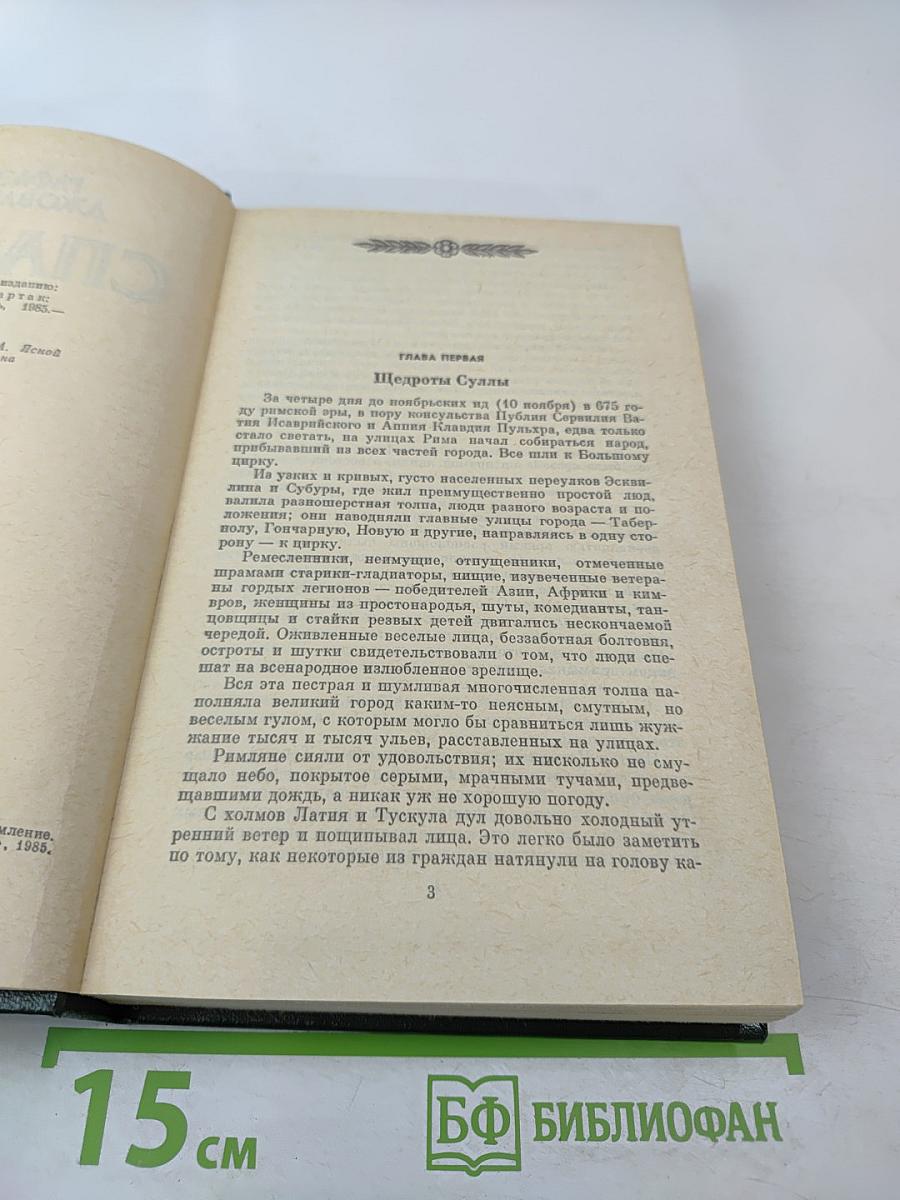 изданию:
артак;
1985.—
М. Ясной
на
мление.
1985.
ГЛАВА ПЕРВАЯ
Щедроты Суллы
За четыре дня до ноябрьских ид (10 ноября) в 675 го-
ду римской эры, в пору консульства Публия Сервилия Ва-
тия Исаврийского и Аппия Клавдия Пульхра, едва только
стало светать, на улицах Рима начал собираться народ,
прибывавший из всех частей города. Все шли к Большому
цирку.
Из узких и кривых, густо населенных переулков Эскви-
лина и Субуры, где жил преимущественно простой люд,
валила разношерстная толпа, люди разного возраста и по-
ложения; они наводняли главные улицы города — Табер-
нолу, Гончарную, Новую и другие, направляясь в одну сто-
рону — к цирку.
Ремесленники, неимущие, отпущенники, отмеченные
шрамами старики-гладиаторы, нищие, изувеченные ветера-
ны гордых легионов — победителей Азии, Африки и ким-
вров, женщины из простонародья, шуты, комедианты, тан-
цовщицы и стайки резвых детей двигались нескончаемой
чередой. Оживленные веселые лица, беззаботная болтовня,
остроты и шутки свидетельствовали о том, что люди спе-
шат на всенародное излюбленное зрелище.
Вся эта пестрая и шумливая многочисленная толпа на-
полняла великий город каким-то неясным, смутным, но
веселым гулом, с которым могло бы сравниться лишь жуж-
жание тысяч и тысяч ульев, расставленных на улицах.
Римляне сияли от удовольствия; их нисколько не сму-
щало небо, покрытое серыми, мрачными тучами, предве-
щавшими дождь, а никак уж не хорошую погоду.
С холмов Латия и Тускула дул довольно холодный ут-
ренний ветер и пощипывал лица. Это легко было заметить
по тому, как некоторые из граждан натянули на голову ка-
3
15 см
БФ БИБЛИОФАН